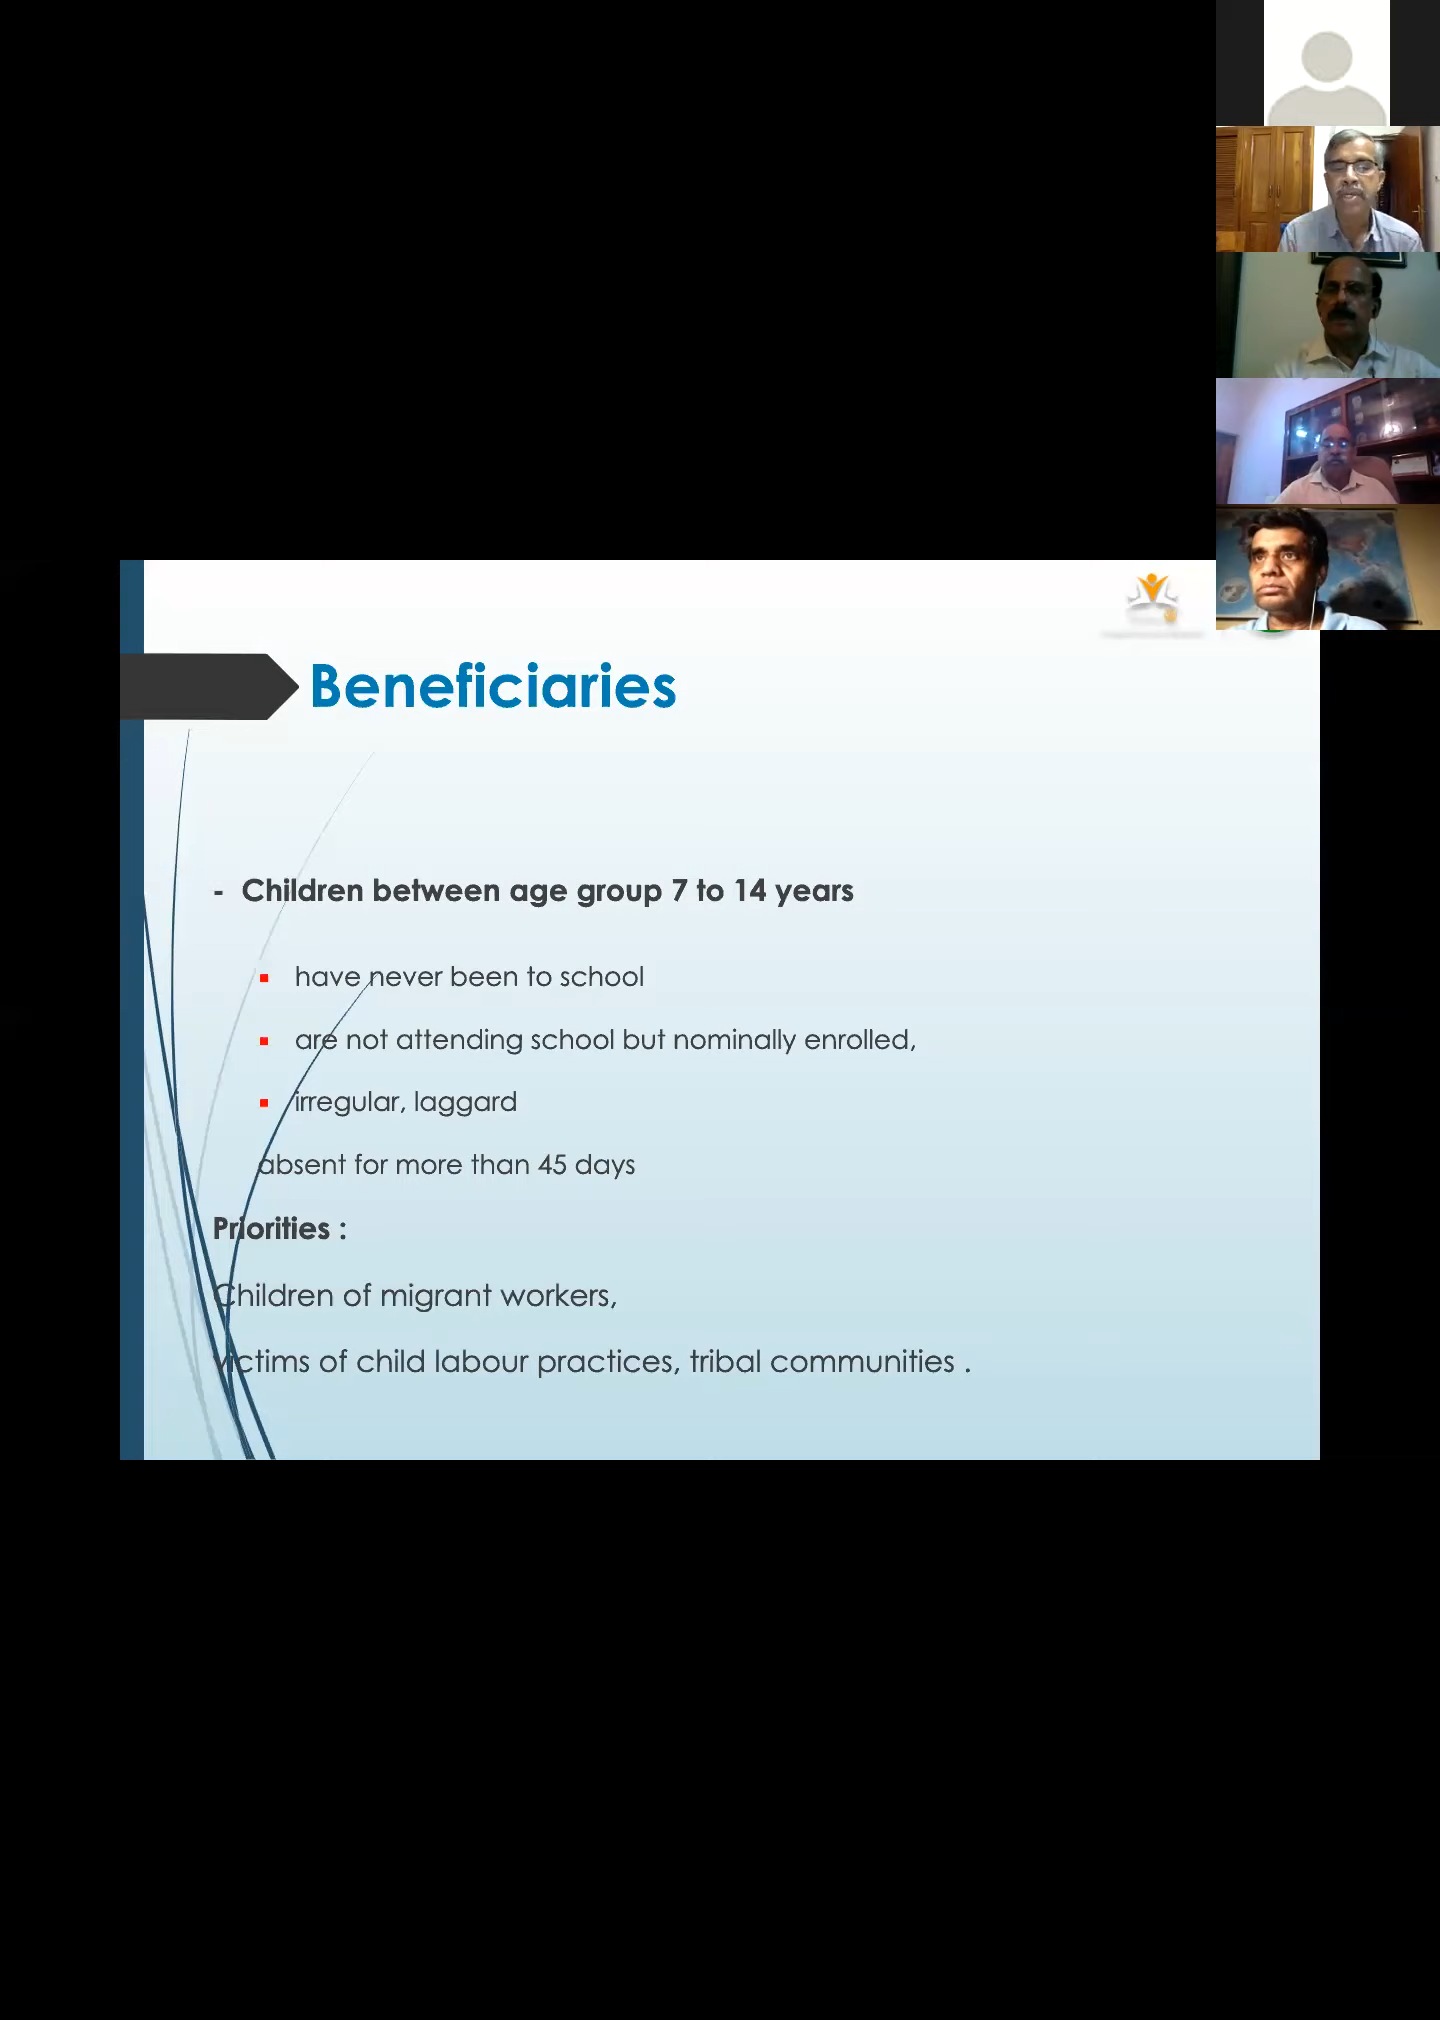 Beneficiaries
- Children between age group 7 to 14 years
▪ have never been to school
▪ are not attending school but nominally enrolled,
▪ irregular, laggard
absent for more than 45 days
Priorities :
Children of migrant workers,
victims of child labour practices, tribal communities .